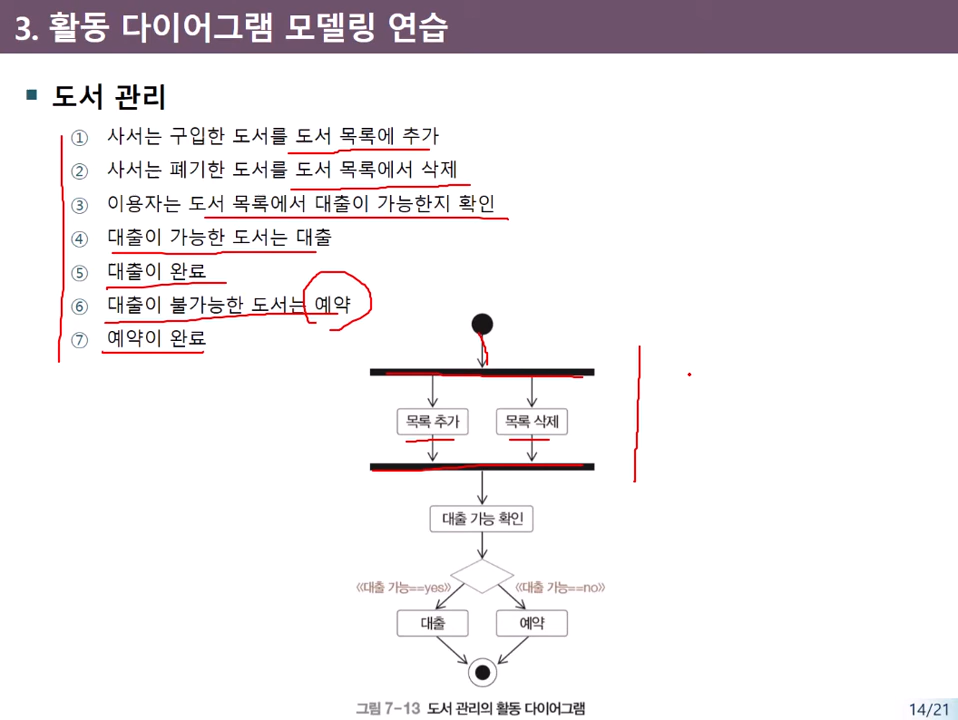 3. 활동 다이어그램 모델링 연습
■ 도서 관리
① 사서는 구입한 도서를 도서 목록에 추가
② 사서는 폐기한 도서를 도서 목록에서 삭제
③ 이용자는 도서 목록에서 대출이 가능한지 확인
④ 대출이 가능한 도서는 대출
⑤ 대출이 완료
⑥ 대출이 불가능한 도서는 예약
⑦ 예약이 완료
목록 추가 목록 삭제
대출 가능 확인
《대출 가능==yes》 《대출 가능==no》
대출 예약
그림 7-13 도서 관리의 활동 다이어그램
14/21